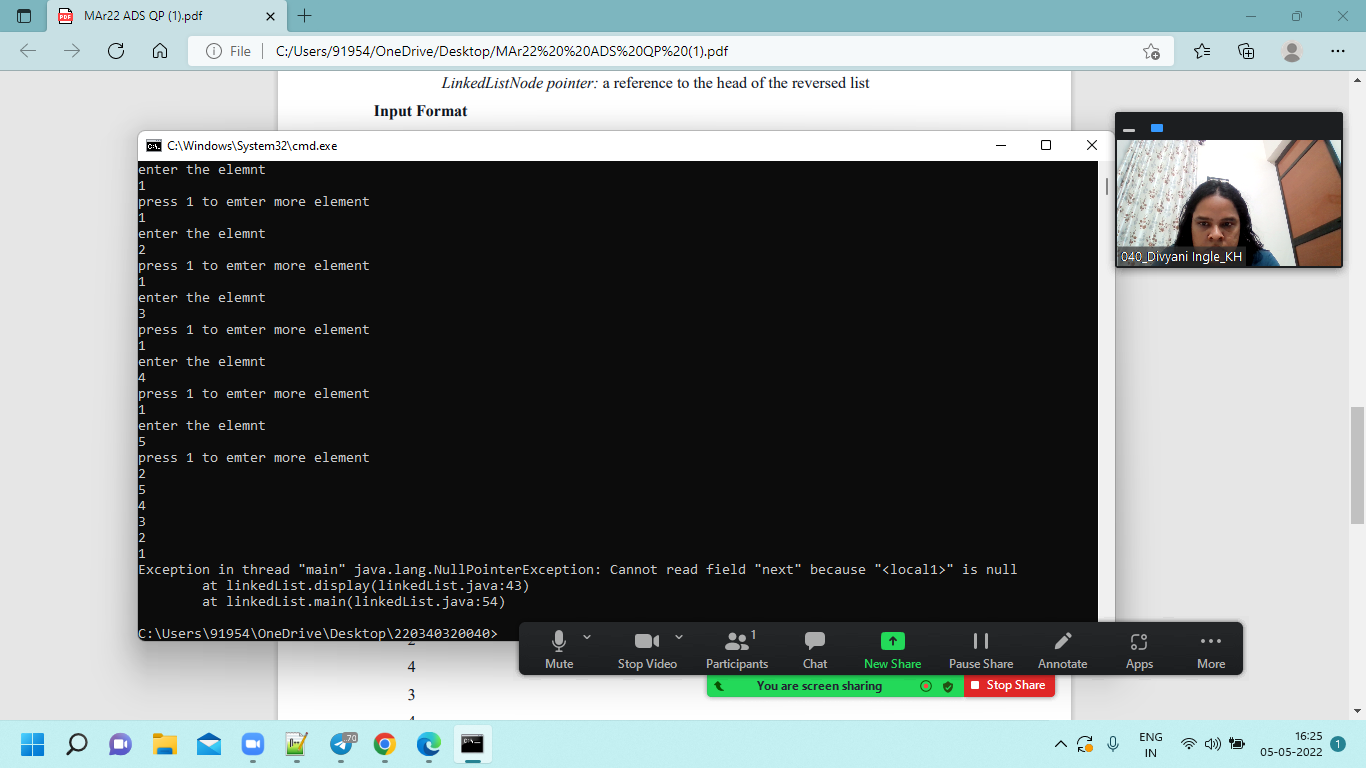 MAr22 ADS QP (1).pdf
File
C:/Users/91954/OneDrive/Desktop/MAr22%20%20ADS%20QP%20(1).pdf
LinkedListNode pointer: a reference to the head of the reversed list
Input Format
C:\Windows\System32\cmd.exe
enter the elemnt
1
press 1 to emter more element
1
enter the elemnt
2
press 1 to emter more element
1
enter the elemnt
3
press 1 to emter more element
1
enter the elemnt
4
press 1 to emter more element
1
enter the elemnt
5
press 1 to emter more element
2
5
4
3
2
1
Exception in thread "main" java.lang.NullPointerException: Cannot read field "next" because "<local1>" is null
at linkedList.display(linkedList.java:43)
at linkedList.main(linkedList.java:54)
C:\Users\91954\OneDrive\Desktop\220340320040>
040_Divyani Ingle_KH
4
3
1
Mute
Stop Video
Participants
Chat
New Share
Pause Share
Annotate
Apps
More
You are screen sharing
Stop Share
70
ENG
IN
16:25
05-05-2022
1